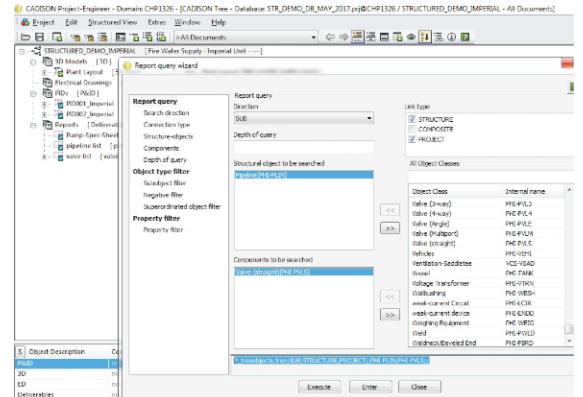 CADISON Project-Engineer - Domain: CHP1326 - [CADISON Tree - Database: STR_DEMO_DB_MAY_2017.prj@CHP1326 / STRUCTURED_DEMO_IMPERIAL - All Documents]
Project Edit Structured View Extras Window Help
>All Documents
STRUCTURED_DEMO_IMPERIAL [Fire Water Supply - Imperial Unit ----]
3D Models [3D]
Plant Layout
Electrical Drawings
PIDs [P&ID]
PID001_Imperial
PID002_Imperial
Reports [Deliverab
Pump-Spec-Sheet
pipeline list [p
valve list [valve
Report query wizard
Report query
Search direction
Connection type
Structure-objects
Components
Depth of query
Object type filter
Subobject filter
Negative filter
Superordinated object filter
Property filter
Property filter
Report query
Direction
SUB
Depth of query
Structural object to be searched
Pipeline [PHI-PLIN]
<<
>>
Components to be searched
Valve (straight) [PHI-PVLS]
<<
>>
Link type
STRUCTURE
COMPOSITE
PROJECT
All Object Classes
Object Class Internal name
Valve (3-way) PHI-PVL3
Valve (4-way) PHI-PVL4
Valve (Angle) PHI-PVLE
Valve (Multiport) PHI-PVLM
Valve (straight) PHI-PVLS
Vehicles PHI-VEHI
Ventilation-Saddletee VCS-VSAD
Vessel PHI-TANK
Voltage Transformer PHI-VTRN
Wallbushing PHI-WBSH
weak-current Circuit PHI-LCIR
weak-current device PHI-ENDD
Weighing Equipment PHI-WEIG
Weld PHI-PWLD
Weldneck/Beveled End PHI-PBRD
S Object Description
P&ID
3D
ED
Deliverables
Execute Enter Close